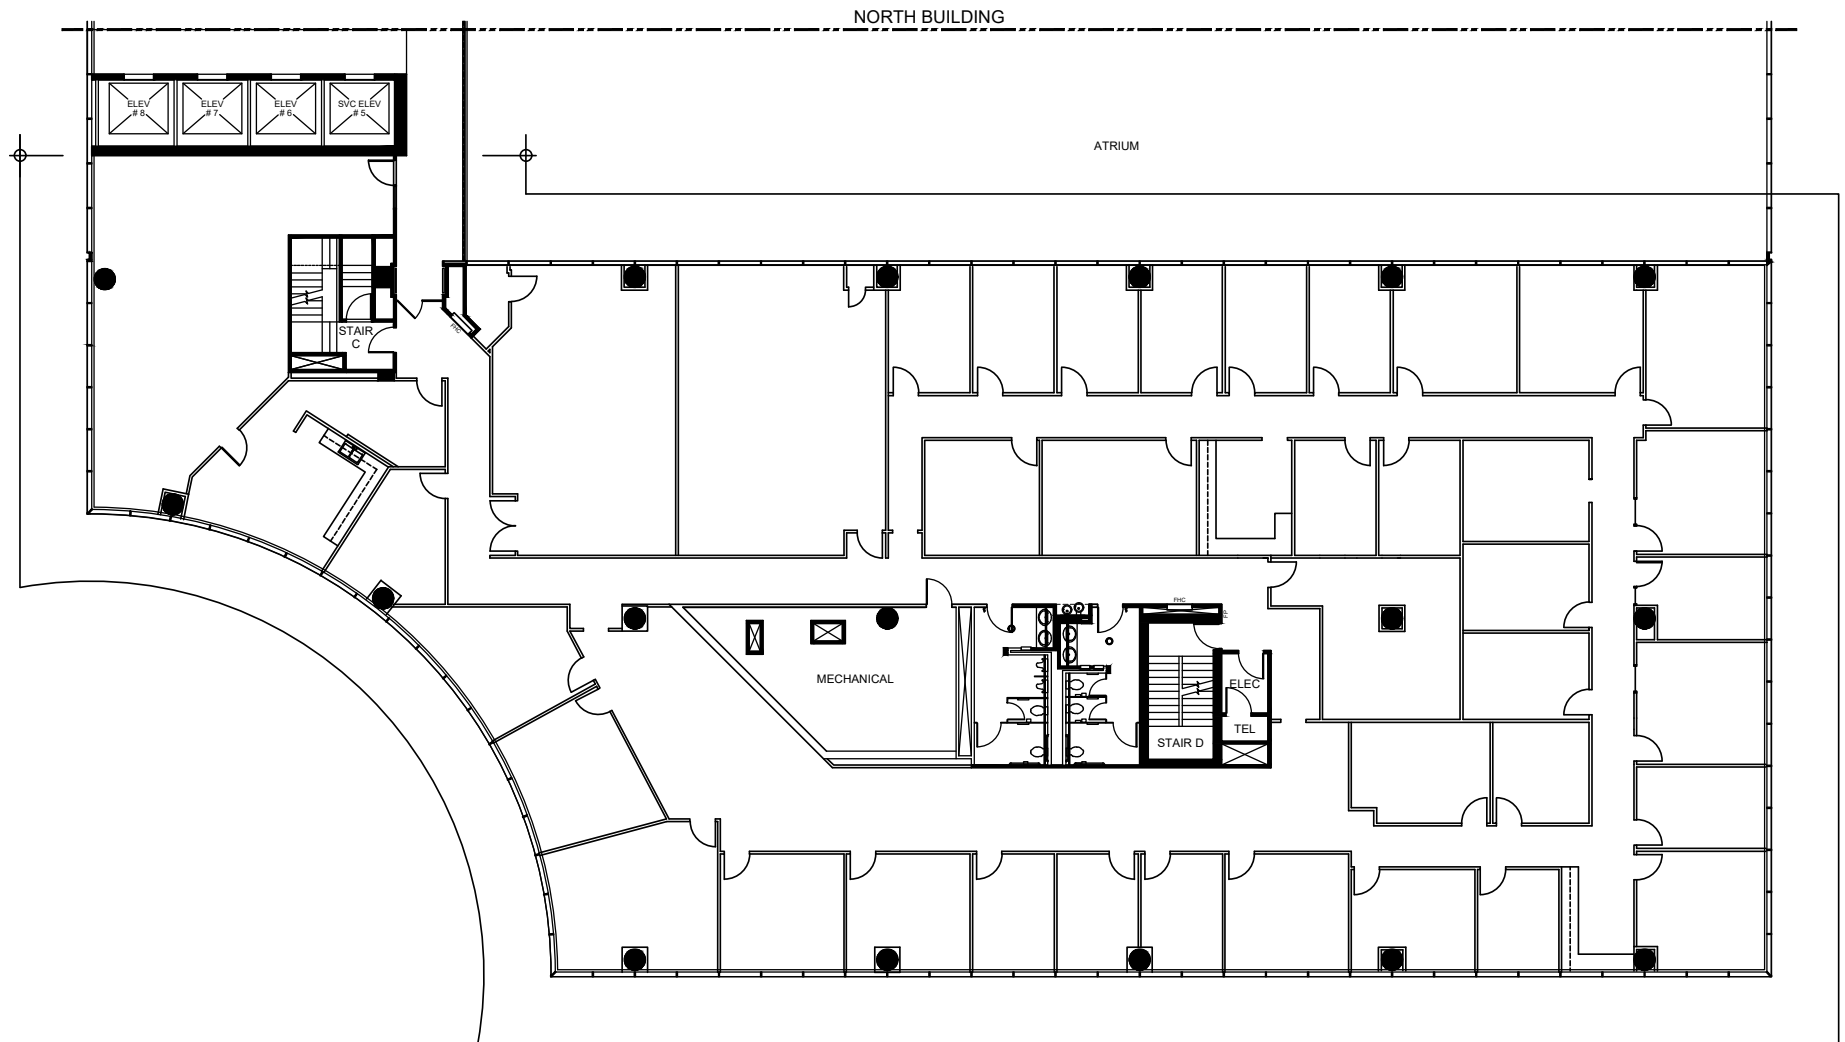 NORTH BUILDING
ELEV
# 8
ELEV
# 7
ELEV
# 6
SVC ELEV
# 5
ATRIUM
FHC
STAIR
C
FHC
FP
MECHANICAL
ELEC
TEL
STAIR D